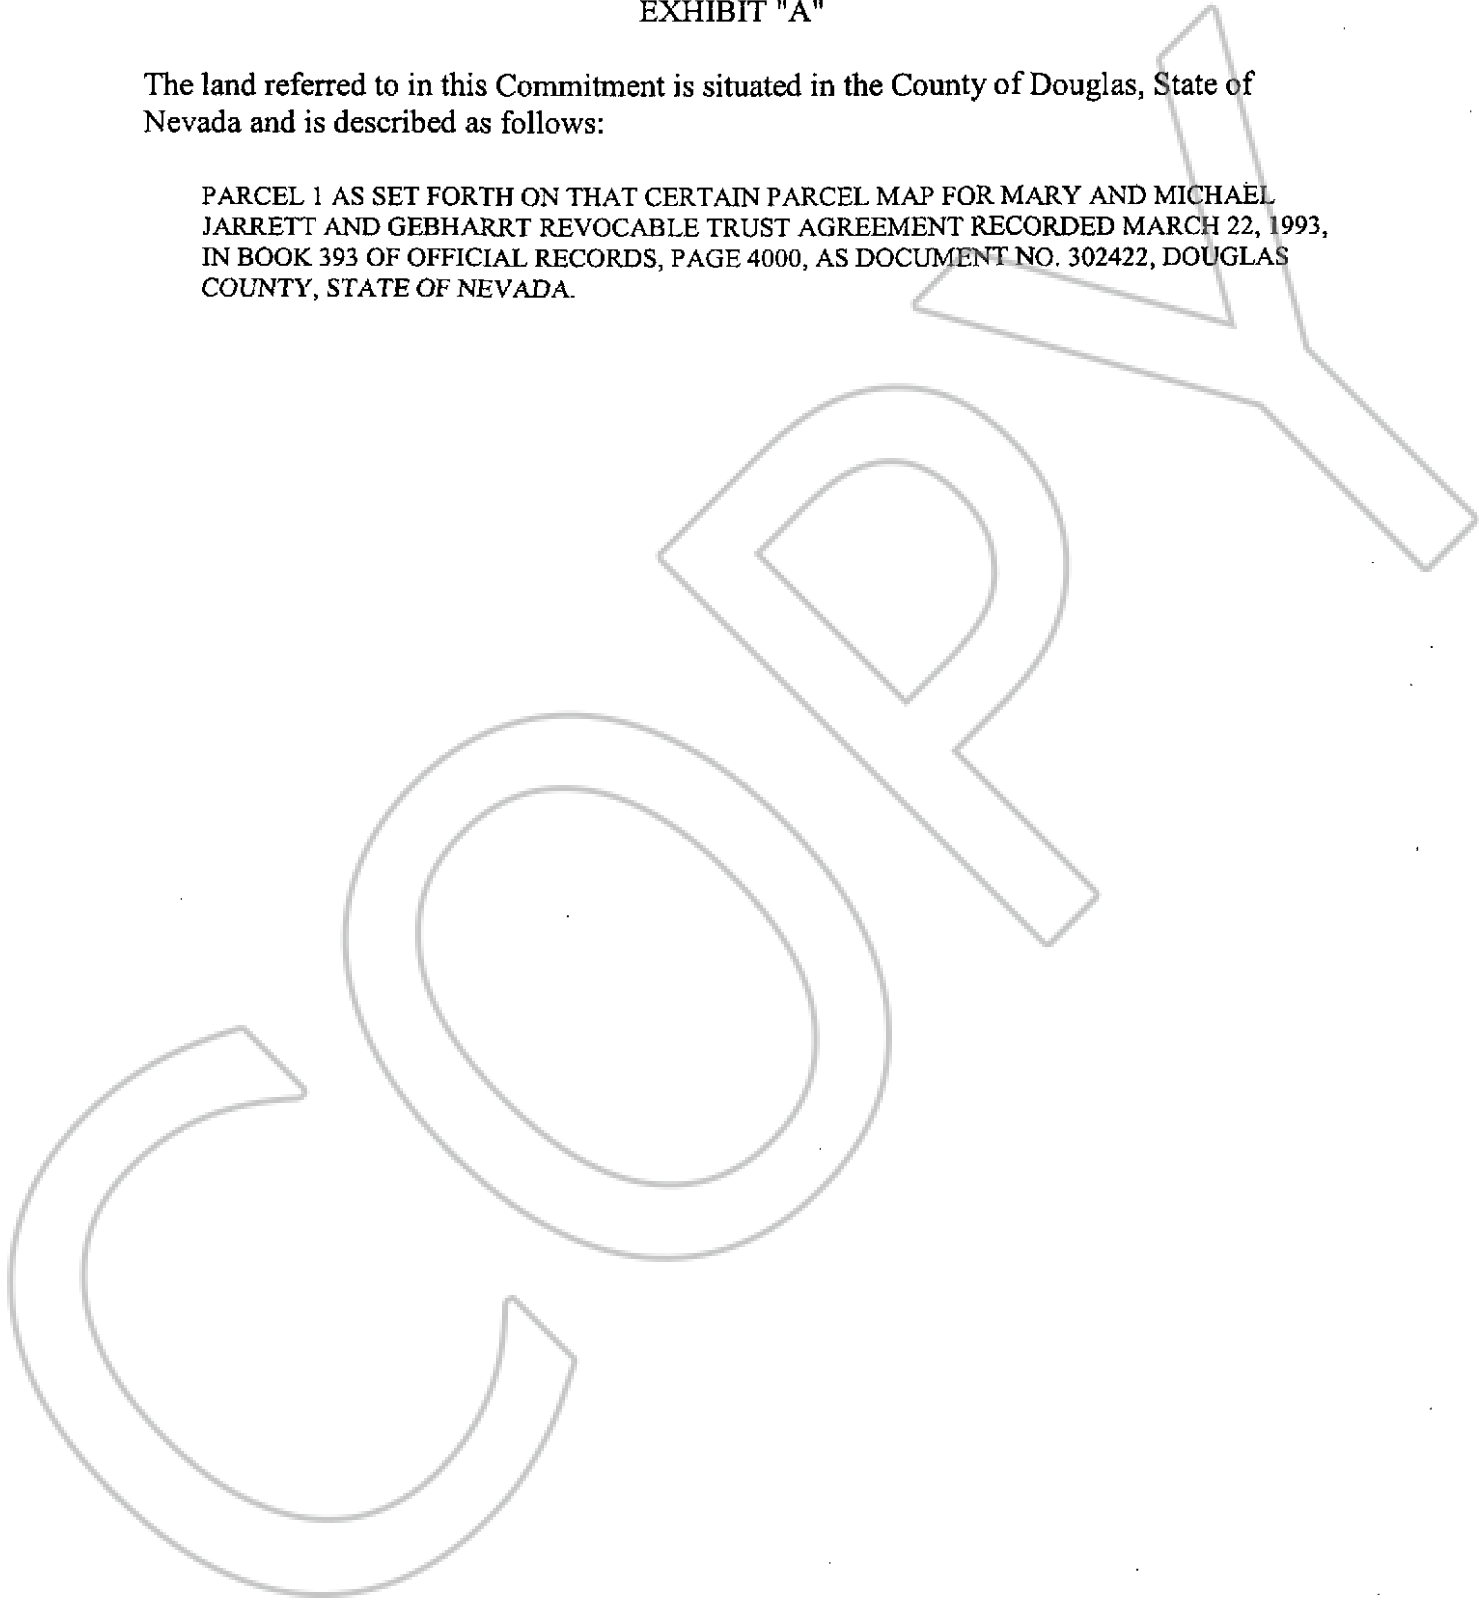 EXHIBIT "A"
The land referred to in this Commitment is situated in the County of Douglas, State of
Nevada and is described as follows:
PARCEL 1 AS SET FORTH ON THAT CERTAIN PARCEL MAP FOR MARY AND MICHAEL
JARRETT AND GEBHARRT REVOCABLE TRUST AGREEMENT RECORDED MARCH 22, 1993,
IN BOOK 393 OF OFFICIAL RECORDS, PAGE 4000, AS DOCUMENT NO. 302422, DOUGLAS
COUNTY, STATE OF NEVADA.
COPY